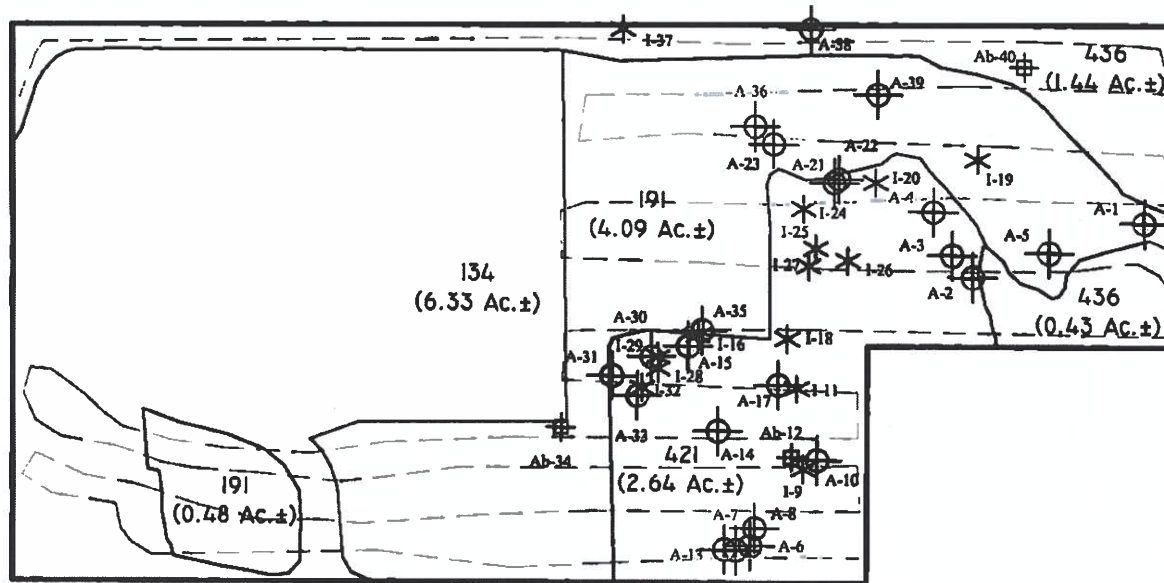 I-37
A-38
Ab-40
436
(1.44 Ac.±)
A-36
A-39
A-23
A-21
A-22
I-20
I-19
A-4
191
(4.09 Ac.±)
I-24
A-1
I-25
A-3
A-5
I-27
I-26
A-2
134
(6.33 Ac.±)
436
(0.43 Ac.±)
A-30
A-35
I-29
I-16
I-18
A-31
A-15
I-28
I-32
A-17
I-11
A-33
A-14
Ab-12
Ab-34
421
(2.64 Ac.±)
A-10
I-9
191
(0.48 Ac.±)
A-7
A-8
A-13
A-6